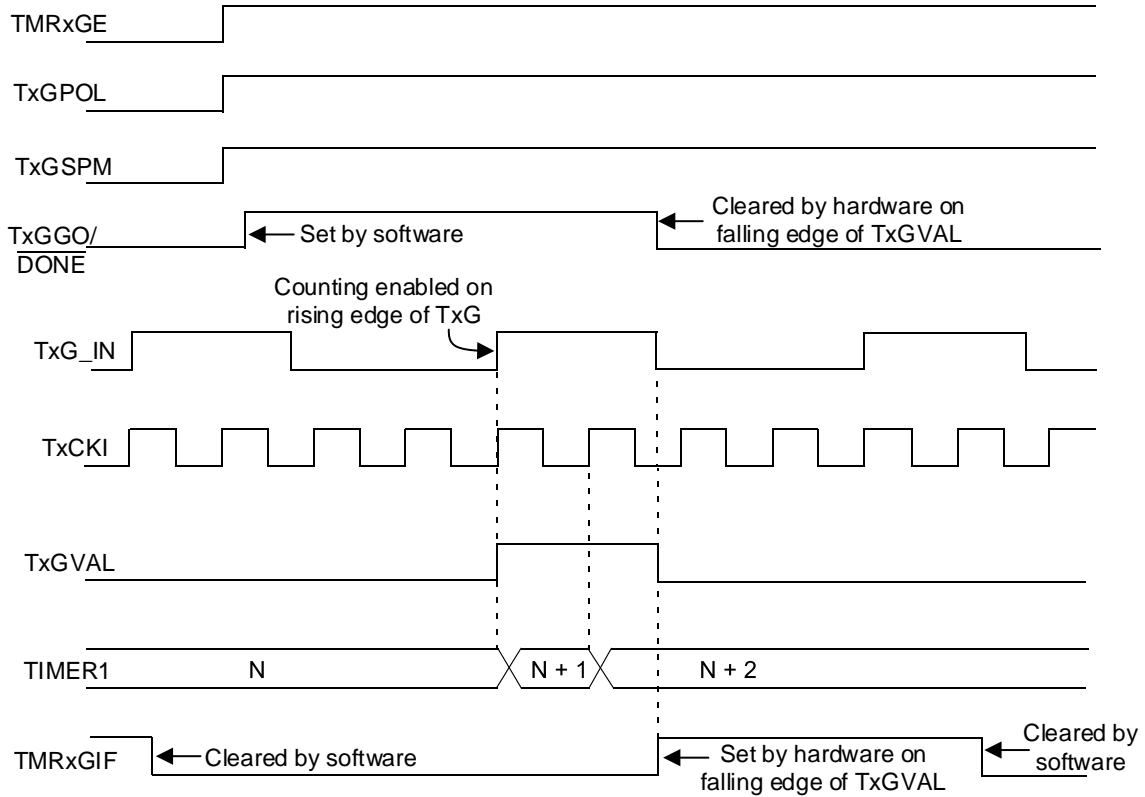 TMRxGE
TxGPOL
TxGSPM
TxGGO/
DONE
Set by software
Cleared by hardware on
falling edge of TxGVAL
Counting enabled on
rising edge of TxG
TxG_IN
TxCKI
TxGVAL
TIMER1
N
N + 1
N + 2
TMRxGIF
Cleared by software
Set by hardware on
falling edge of TxGVAL
Cleared by
software